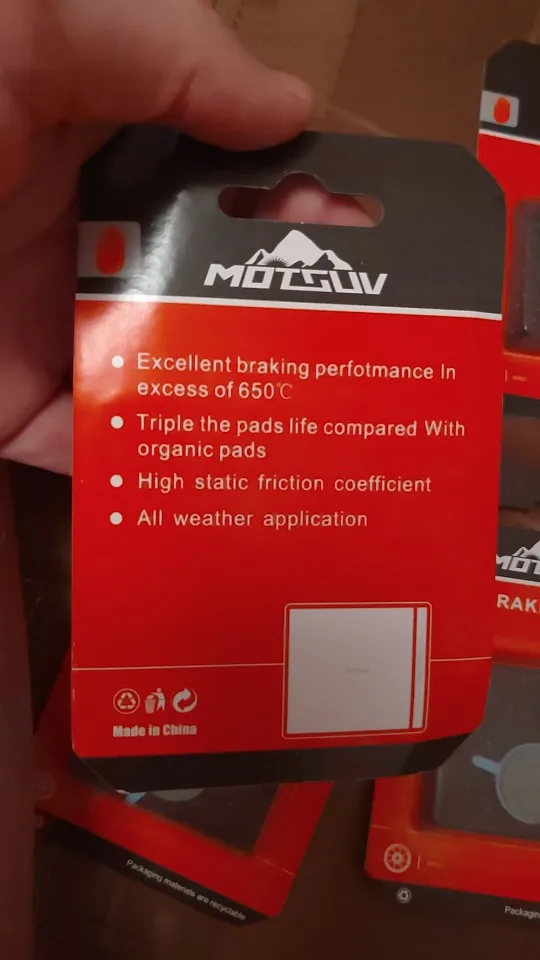 MOTSUV
Excellent braking perfotmance In
excess of 650℃
Triple the pads life compared With
organic pads
High static friction coefficient
All weather application
Made in China
Packaging materials are recyclable
MOT
RAK
Packaging